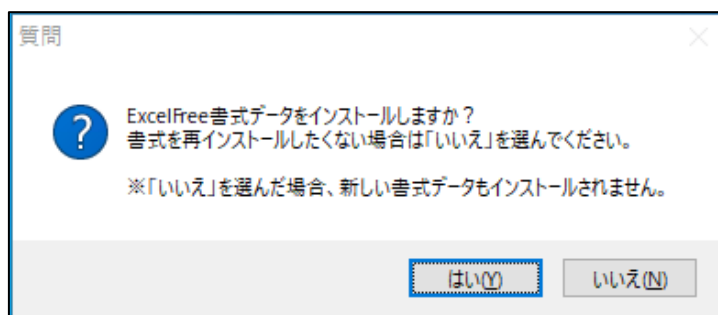 質問
ExcelFree書式データをインストールしますか？
書式を再インストールしたくない場合は「いいえ」を選んでください。
※「いいえ」を選んだ場合、新しい書式データもインストールされません。
はい(Y)
いいえ(N)